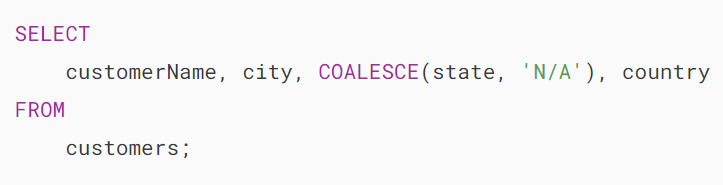 SELECT
    customerName, city, COALESCE(state, 'N/A'), country
FROM
    customers;